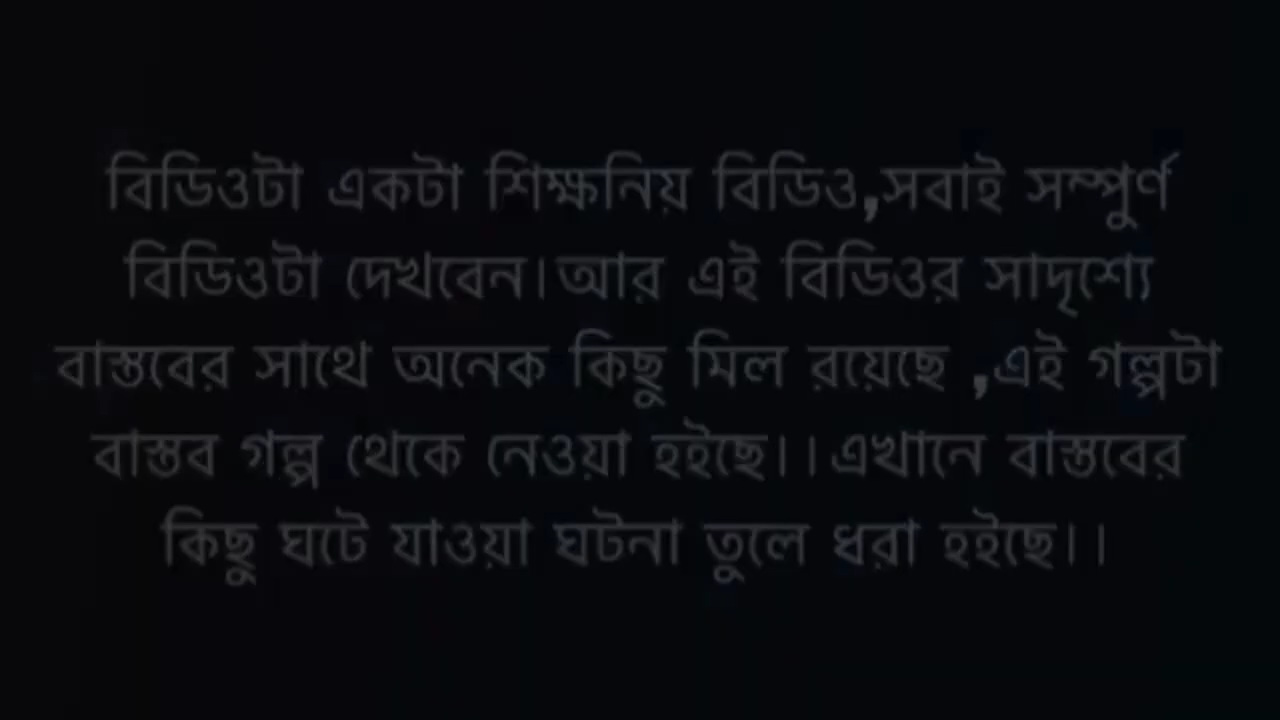 বিডিওটা একটা শিক্ষনিয় বিডিও,সবাই সম্পুর্ণ
বিডিওটা দেখবেন।আর এই বিডিওর সাদৃশ্যে
বাস্তবের সাথে অনেক কিছু মিল রয়েছে ,এই গল্পটা
বাস্তব গল্প থেকে নেওয়া হইছে।।এখানে বাস্তবের
কিছু ঘটে যাওয়া ঘটনা তুলে ধরা হইছে।।